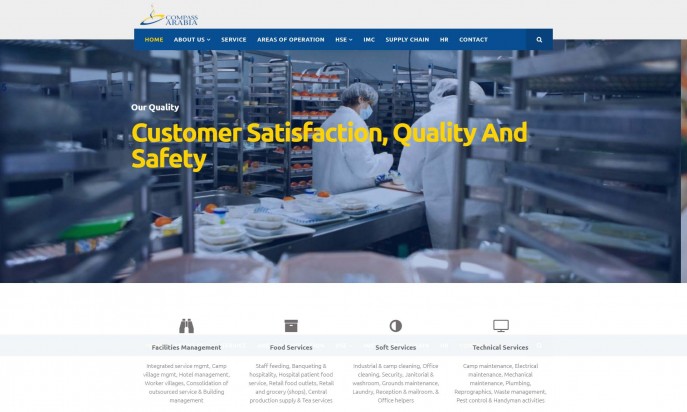 COMPASS
ARABIA
HOME ABOUT US SERVICE AREAS OF OPERATION HSE IMC SUPPLY CHAIN HR CONTACT
Our Quality
Customer Satisfaction, Quality And
Safety
Facilities Management Food Services Soft Services Technical Services
Integrated service mgmt, Camp Staff feeding, Banqueting & Industrial & camp cleaning, Office Camp maintenance, Electrical
village mgmt, Hotel management, hospitality, Hospital patient food cleaning, Security, Janitorial & maintenance, Mechanical
Worker villages, Consolidation of service, Retail food outlets, Retail washroom, Grounds maintenance, maintenance, Plumbing,
outsourced service & Building and grocery (shops), Central Laundry, Reception & mailroom, & Reprographics, Waste management,
management production supply & Tea services Office helpers Pest control & Handyman activities